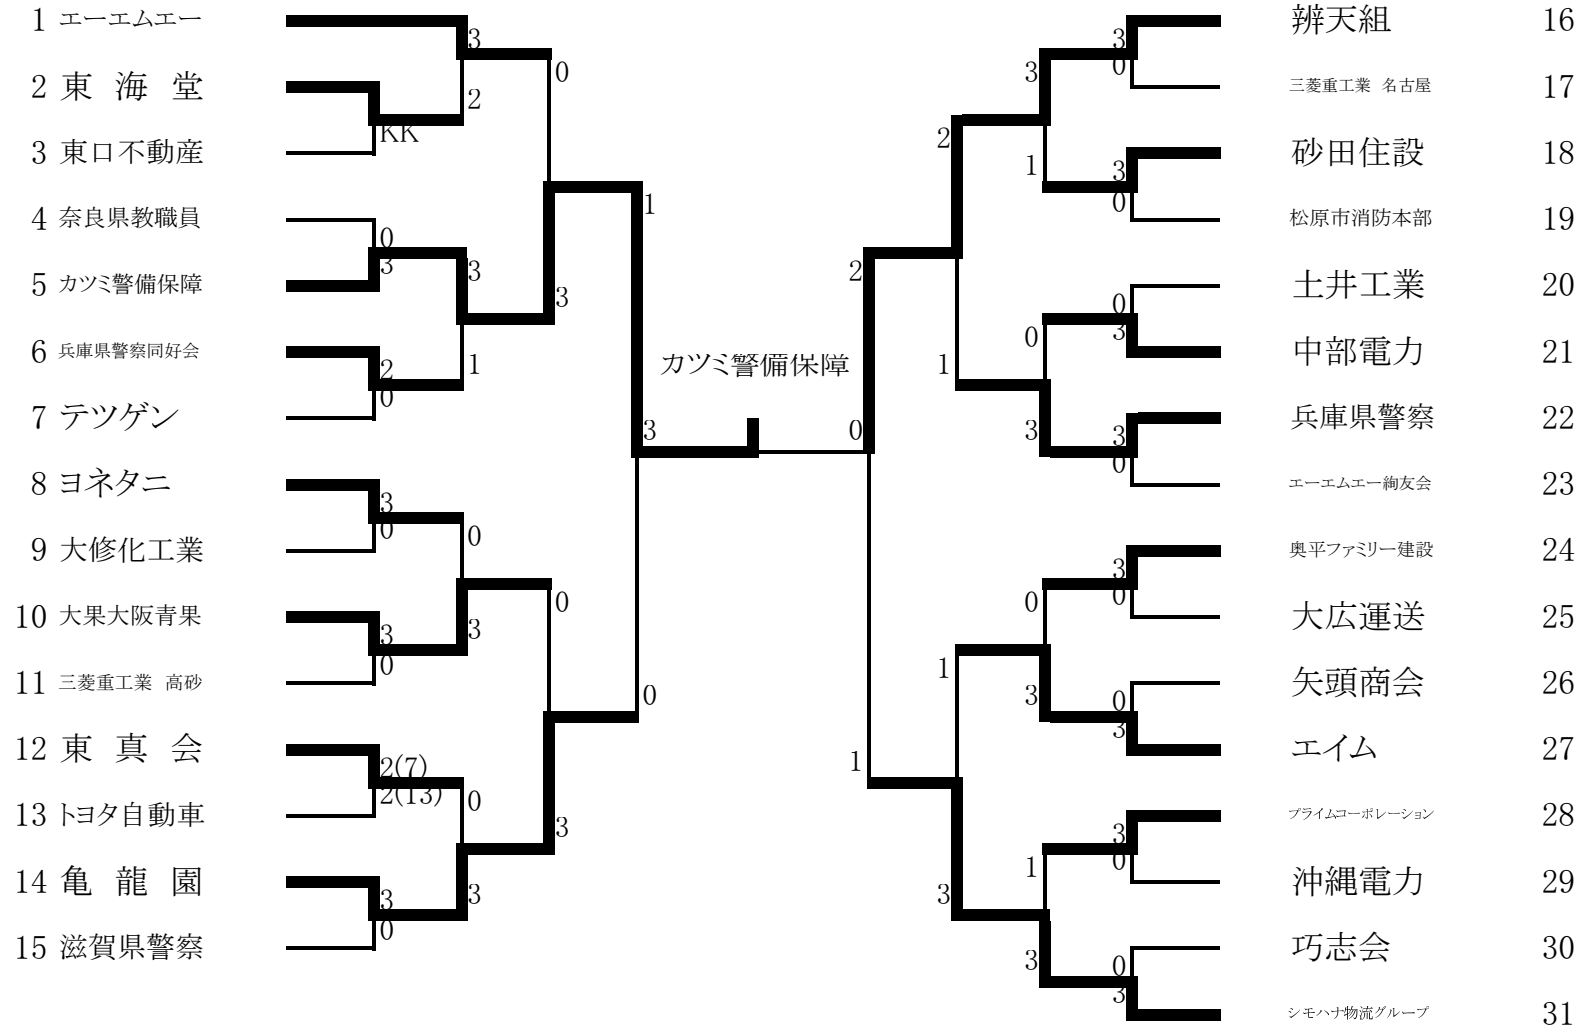 1 エーエムエー
3
0
2 東 海 堂
2
KK
3 東口不動産
4 奈良県教職員
0
1
5 カツミ警備保障
3
3
3
6 兵庫県警察同好会
2
1
7 テツゲン
0
3
8 ヨネタニ
3
0
9 大修化工業
0
0
10 大果大阪青果
3
3
11 三菱重工業 高砂
0
0
12 東 真 会
2(7)
13 トヨタ自動車
2(13)
0
3
14 亀 龍 園
3
3
15 滋賀県警察
0
カツミ警備保障
辨天組 16
3
3
三菱重工業 名古屋 17
0
2
砂田住設 18
3
1
松原市消防本部 19
0
2
土井工業 20
0
0
中部電力 21
3
1
兵庫県警察 22
3
3
0
エーエムエー絢友会 23
0
奥平ファミリー建設 24
3
0
大広運送 25
0
1
矢頭商会 26
0
3
エイム 27
3
1
プライムコーポレーション 28
3
1
沖縄電力 29
0
3
巧志会 30
0
3
シモハナ物流グループ 31
3